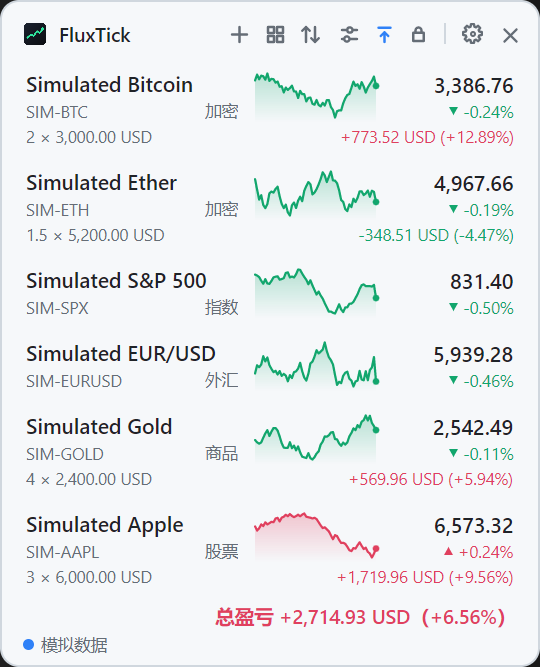 FluxTick
Simulated Bitcoin 3,386.76
SIM-BTC 加密 ▼ -0.24%
2 × 3,000.00 USD +773.52 USD (+12.89%)
Simulated Ether 4,967.66
SIM-ETH 加密 ▼ -0.19%
1.5 × 5,200.00 USD -348.51 USD (-4.47%)
Simulated S&P 500 831.40
SIM-SPX 指数 ▼ -0.50%
Simulated EUR/USD 5,939.28
SIM-EURUSD 外汇 ▼ -0.46%
Simulated Gold 2,542.49
SIM-GOLD 商品 ▼ -0.11%
4 × 2,400.00 USD +569.96 USD (+5.94%)
Simulated Apple 6,573.32
SIM-AAPL 股票 ▲ +0.24%
3 × 6,000.00 USD +1,719.96 USD (+9.56%)
总盈亏 +2,714.93 USD（+6.56%）
模拟数据